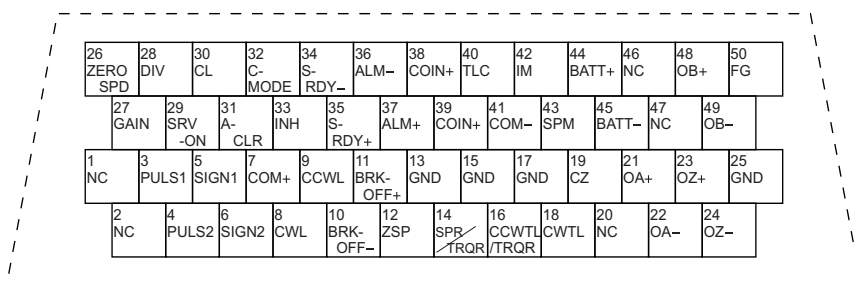 26 28 30 32 34 36 38 40 42 44 46 48 50
ZERO DIV CL C- S- ALM− COIN+ TLC IM BATT+ NC OB+ FG
SPD MODE RDY−
27 29 31 33 35 37 39 41 43 45 47 49
GAIN SRV A- INH S- ALM+ COIN+ COM− SPM BATT− NC OB−
-ON CLR RDY+
1 3 5 7 9 11 13 15 17 19 21 23 25
NC PULS1 SIGN1 COM+ CCWL BRK- GND GND GND CZ OA+ OZ+ GND
OFF+
2 4 6 8 10 12 14 16 18 20 22 24
NC PULS2 SIGN2 CWL BRK- ZSP SPR/ CCWTL CWTL NC OA− OZ−
OFF− TRQR /TRQR